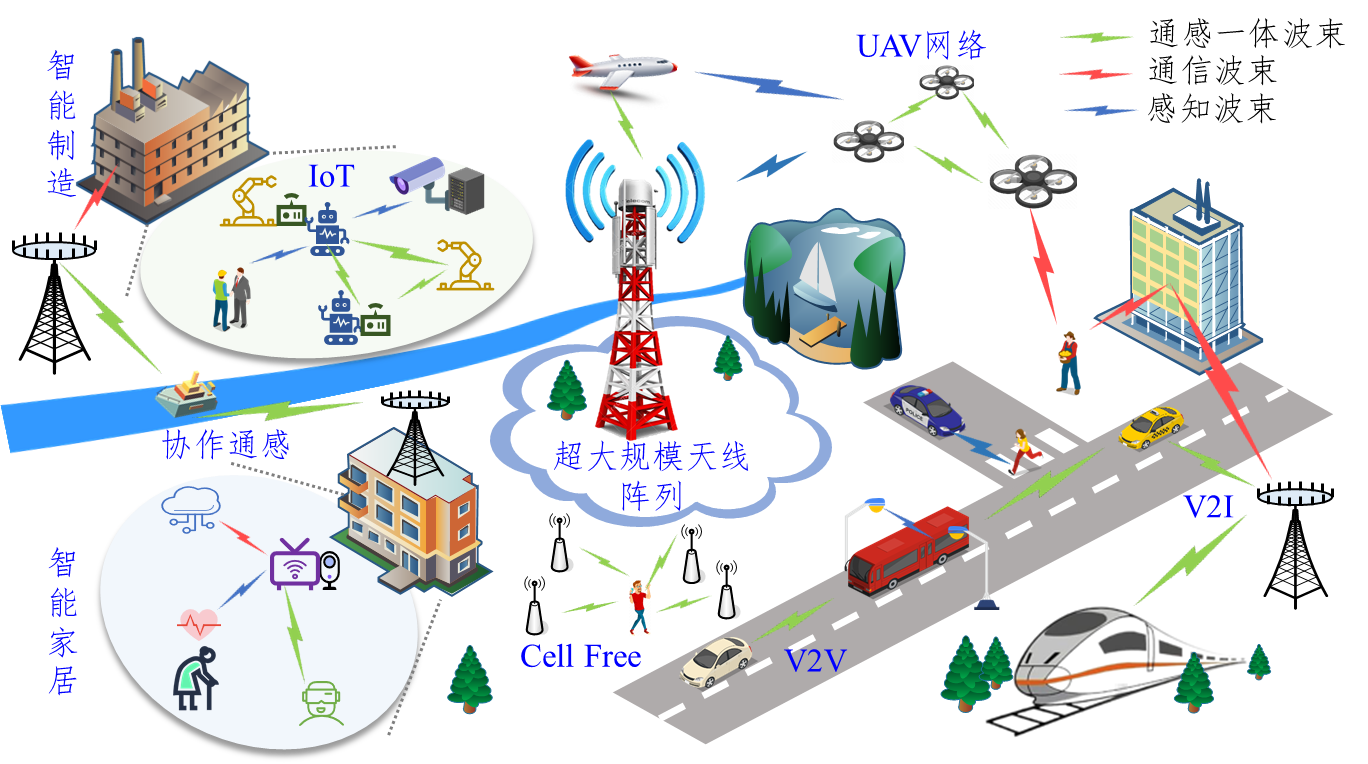 UAV网络
通感一体波束
通信波束
感知波束
智能制造
IoT
超大规模天线
阵列
协作通感
POLICE
V2I
智能家居
Cell Free
V2V